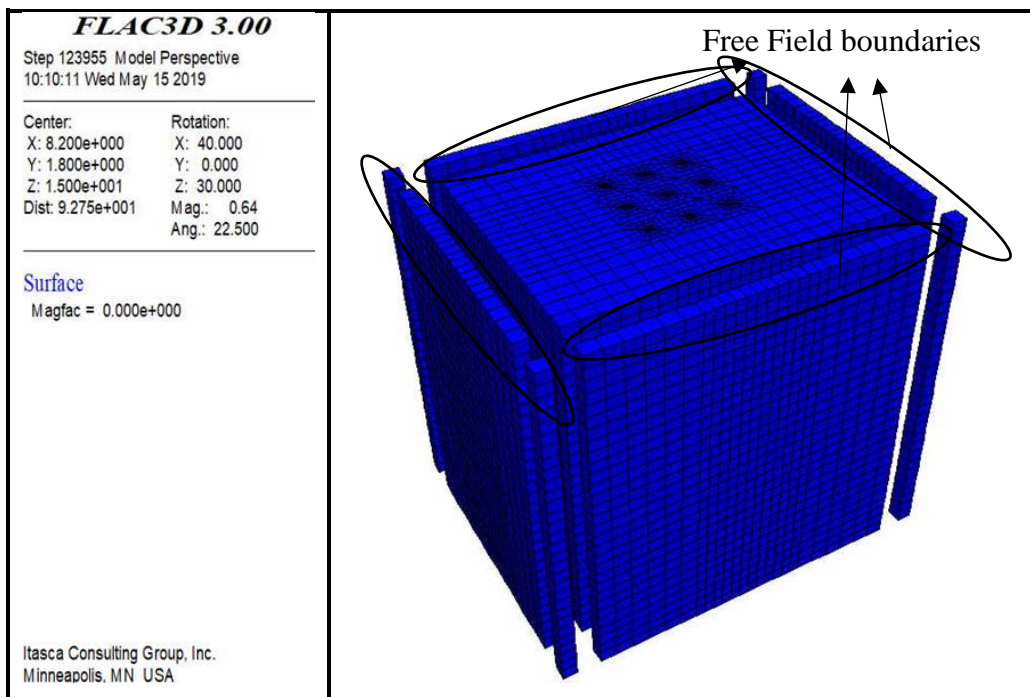 FLAC3D 3.00
Step 123955 Model Perspective
10:10:11 Wed May 15 2019
Center:
X: 8.200e+000
Y: 1.800e+000
Z: 1.500e+001
Dist: 9.275e+001
Rotation:
X: 40.000
Y: 0.000
Z: 30.000
Mag.: 0.64
Ang.: 22.500
Surface
Magfac = 0.000e+000
Itasca Consulting Group, Inc.
Minneapolis, MN USA
Free Field boundaries